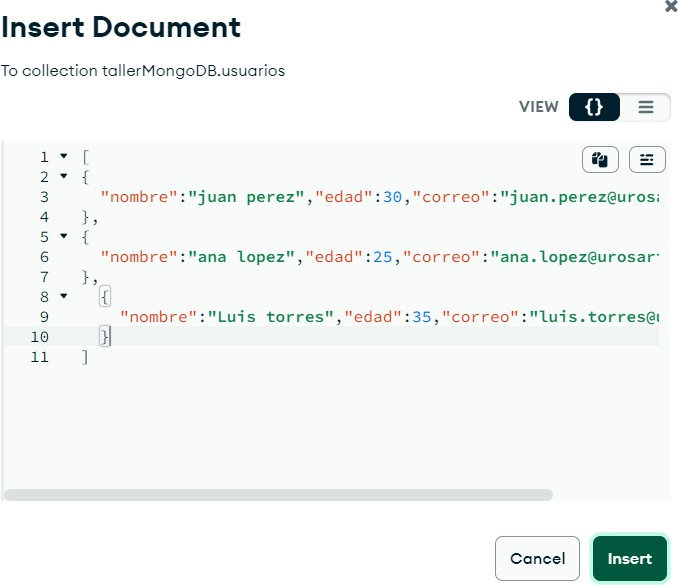 Insert Document
To collection tallerMongoDB.usuarios
VIEW {}
1 [
2 {
3 "nombre":"juan perez","edad":30,"correo":"juan.perez@urosa
4 },
5 {
6 "nombre":"ana lopez","edad":25,"correo":"ana.lopez@urosar
7 },
8 {
9 "nombre":"Luis torres","edad":35,"correo":"luis.torres@
10 }
11 ]
Cancel Insert